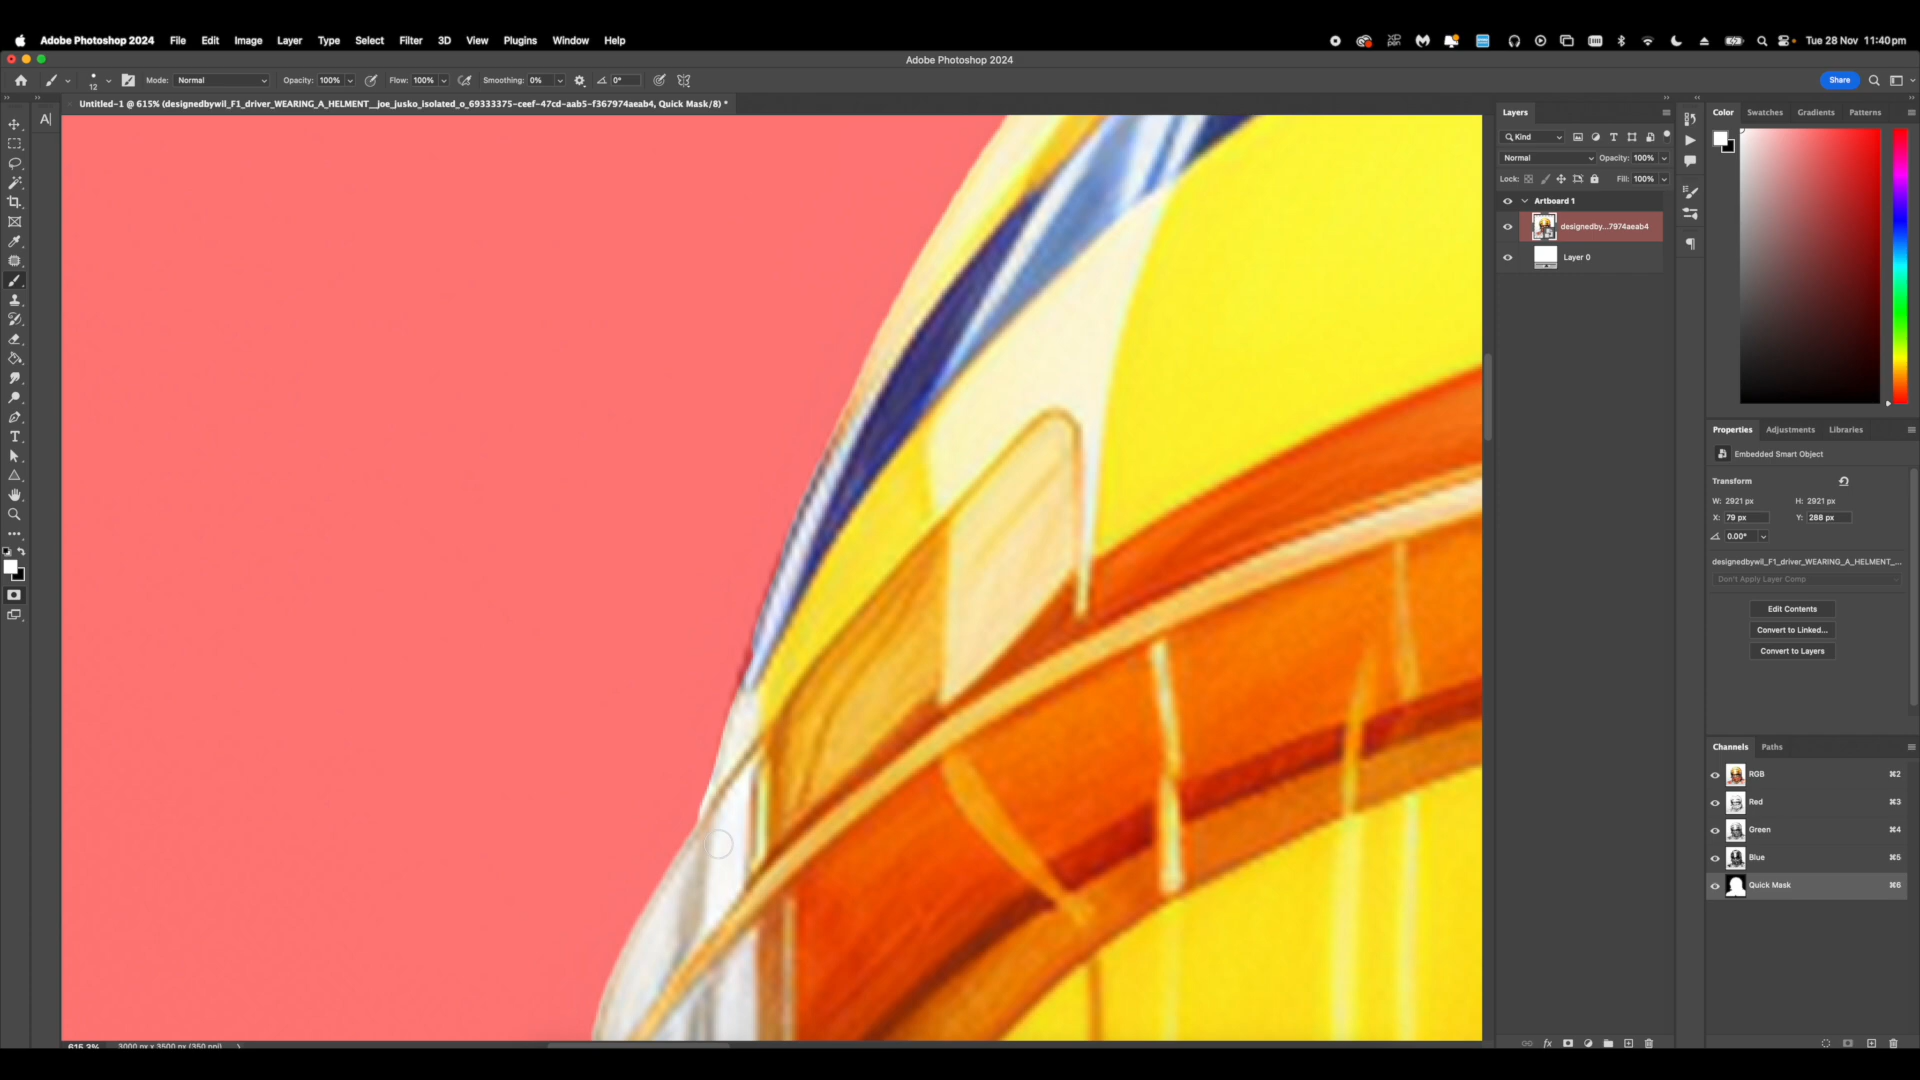 Adobe Photoshop 2024 File Edit Image Layer Type Select Filter 3D View Plugins Window Help
Tue 28 Nov 11:40pm
Adobe Photoshop 2024
12 Mode: Normal Opacity: 100% Flow: 100% Smoothing: 0% 0° Share
Untitled-1 @ 615% (designedbywil_F1_driver_WEARING_A_HELMENT__joe_jusko_isolated_o_69333375-ceef-47cd-aab5-f367974aeab4, Quick Mask/8) *
A|
Layers
Kind
Normal Opacity: 100%
Lock: Fill: 100%
Artboard 1
designedby...7974aeab4
Layer 0
Color Swatches Gradients Patterns
Properties Adjustments Libraries
Embedded Smart Object
Transform
W: 2921 px H: 2921 px
X: 79 px Y: 288 px
0.00°
designedbywil_F1_driver_WEARING_A_HELMENT_...
Don't Apply Layer Comp
Edit Contents
Convert to Linked...
Convert to Layers
Channels Paths
RGB ⌘2
Red ⌘3
Green ⌘4
Blue ⌘5
Quick Mask ⌘6
615.3% 3000 px x 3500 px (350 ppi)
fx